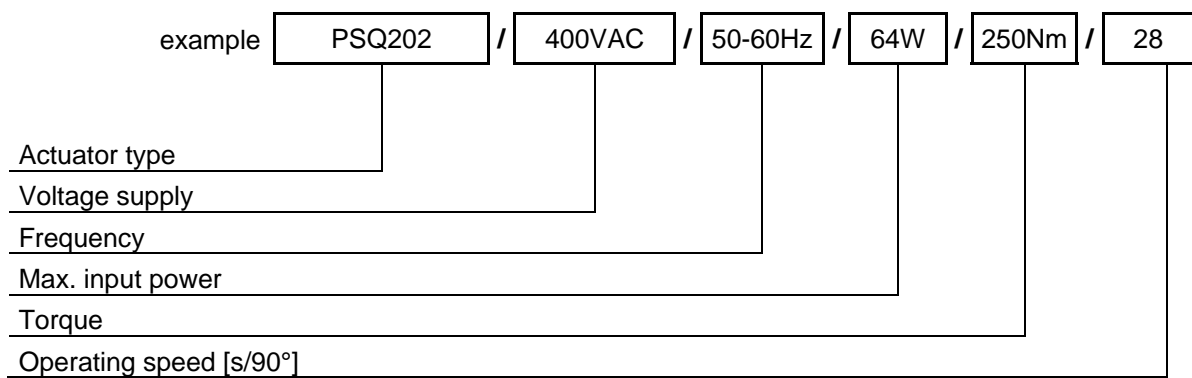 example PSQ202 / 400VAC / 50-60Hz / 64W / 250Nm / 28
Actuator type
Voltage supply
Frequency
Max. input power
Torque
Operating speed [s/90°]